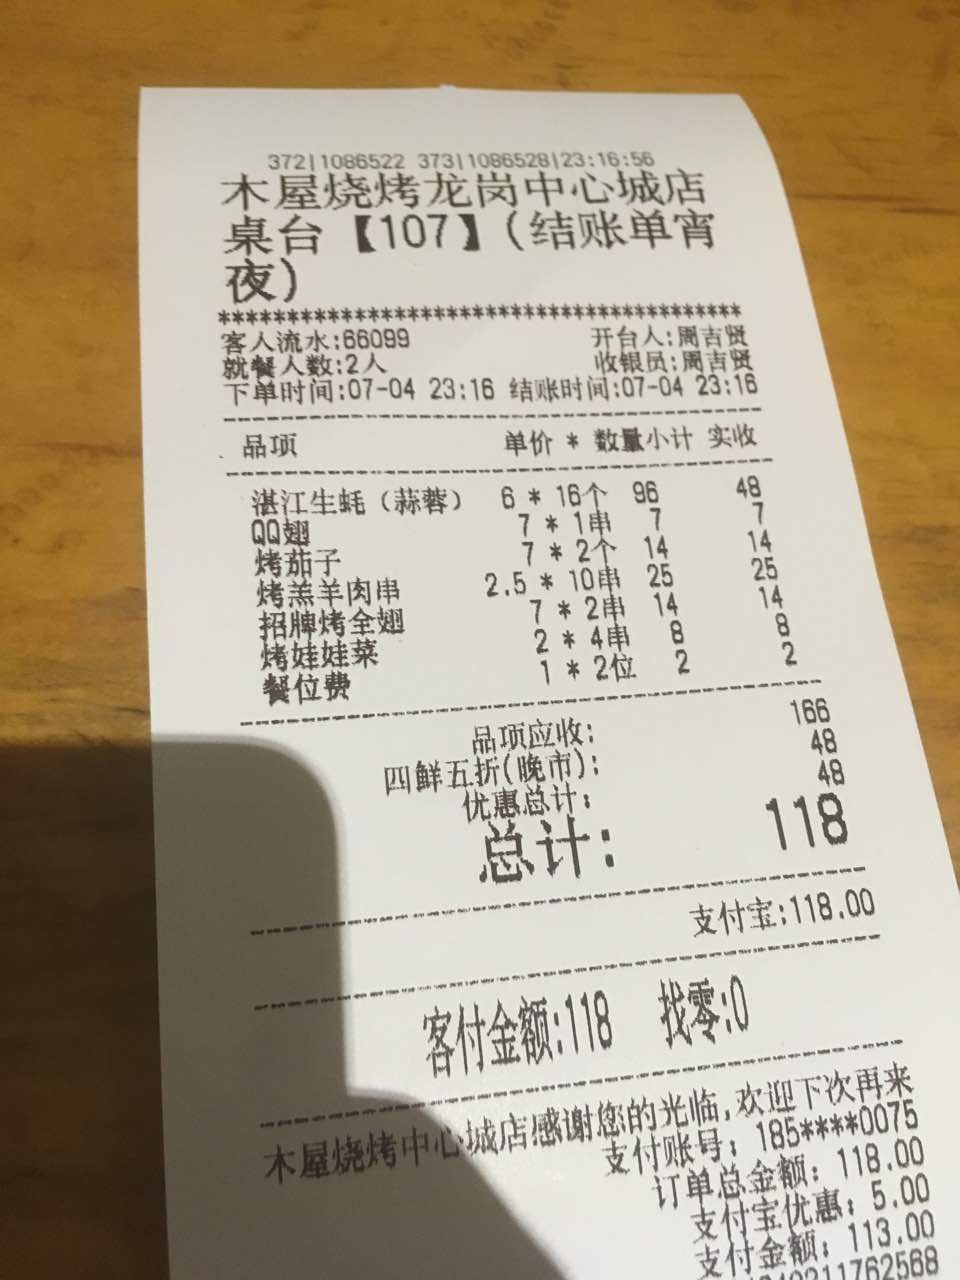 372|1086522 373|1086528|23:16:56
木屋烧烤龙岗中心城店
桌台【107】(结账单宵
夜)
****************************************
客人流水:66099 开台人:周吉贤
就餐人数:2人 收银员:周吉贤
下单时间:07-04 23:16 结账时间:07-04 23:16
品项 单价 * 数量小计 实收
湛江生蚝（蒜蓉） 6 * 16个 96 48
QQ翅 7 * 1串 7 7
烤茄子 7 * 2个 14 14
烤羔羊肉串 2.5 * 10串 25 25
招牌烤全翅 7 * 2串 14 14
烤娃娃菜 2 * 4串 8 8
餐位费 1 * 2位 2 2
品项应收: 166
四鲜五折(晚市): 48
优惠总计: 48
总计: 118
支付宝:118.00
客付金额:118 找零:0
木屋烧烤中心城店感谢您的光临,欢迎下次再来
支付账号: 185****0075
订单总金额: 118.00
支付宝优惠: 5.00
支付金额: 113.00